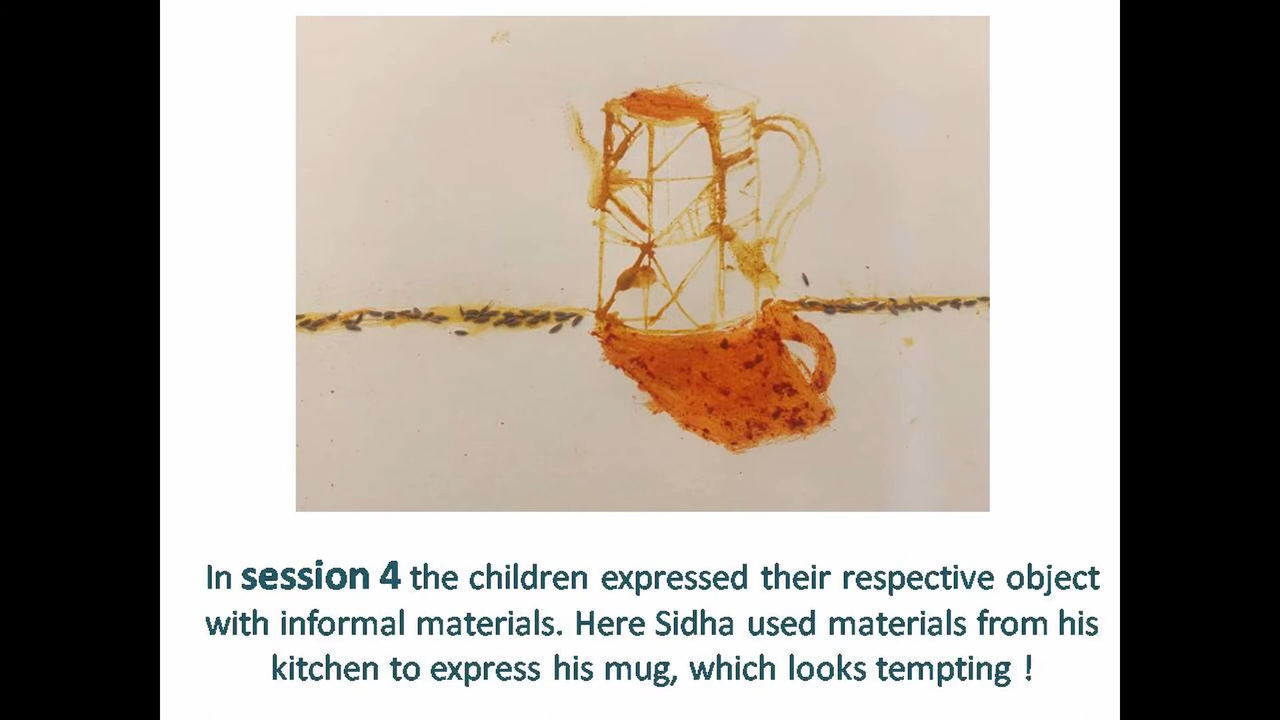 In session 4 the children expressed their respective object
with informal materials. Here Sidha used materials from his
kitchen to express his mug, which looks tempting !